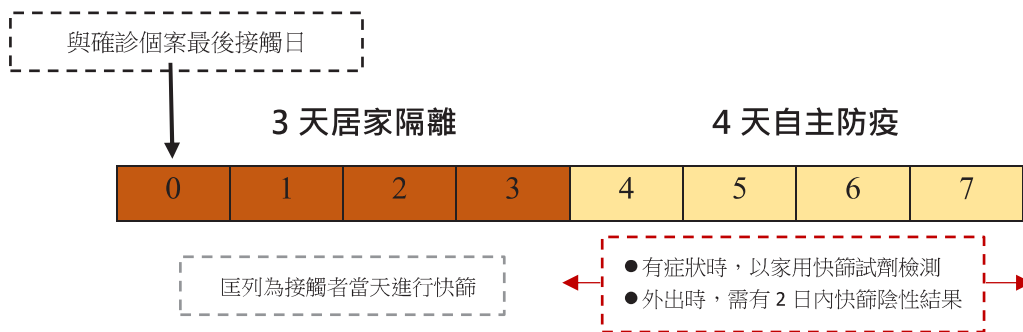 與確診個案最後接觸日
3 天居家隔離
4 天自主防疫
0 1 2 3 4 5 6 7
匡列為接觸者當天進行快篩
●有症狀時，以家用快篩試劑檢測
●外出時，需有 2 日內快篩陰性結果